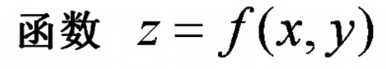 函数 z = f(x, y)